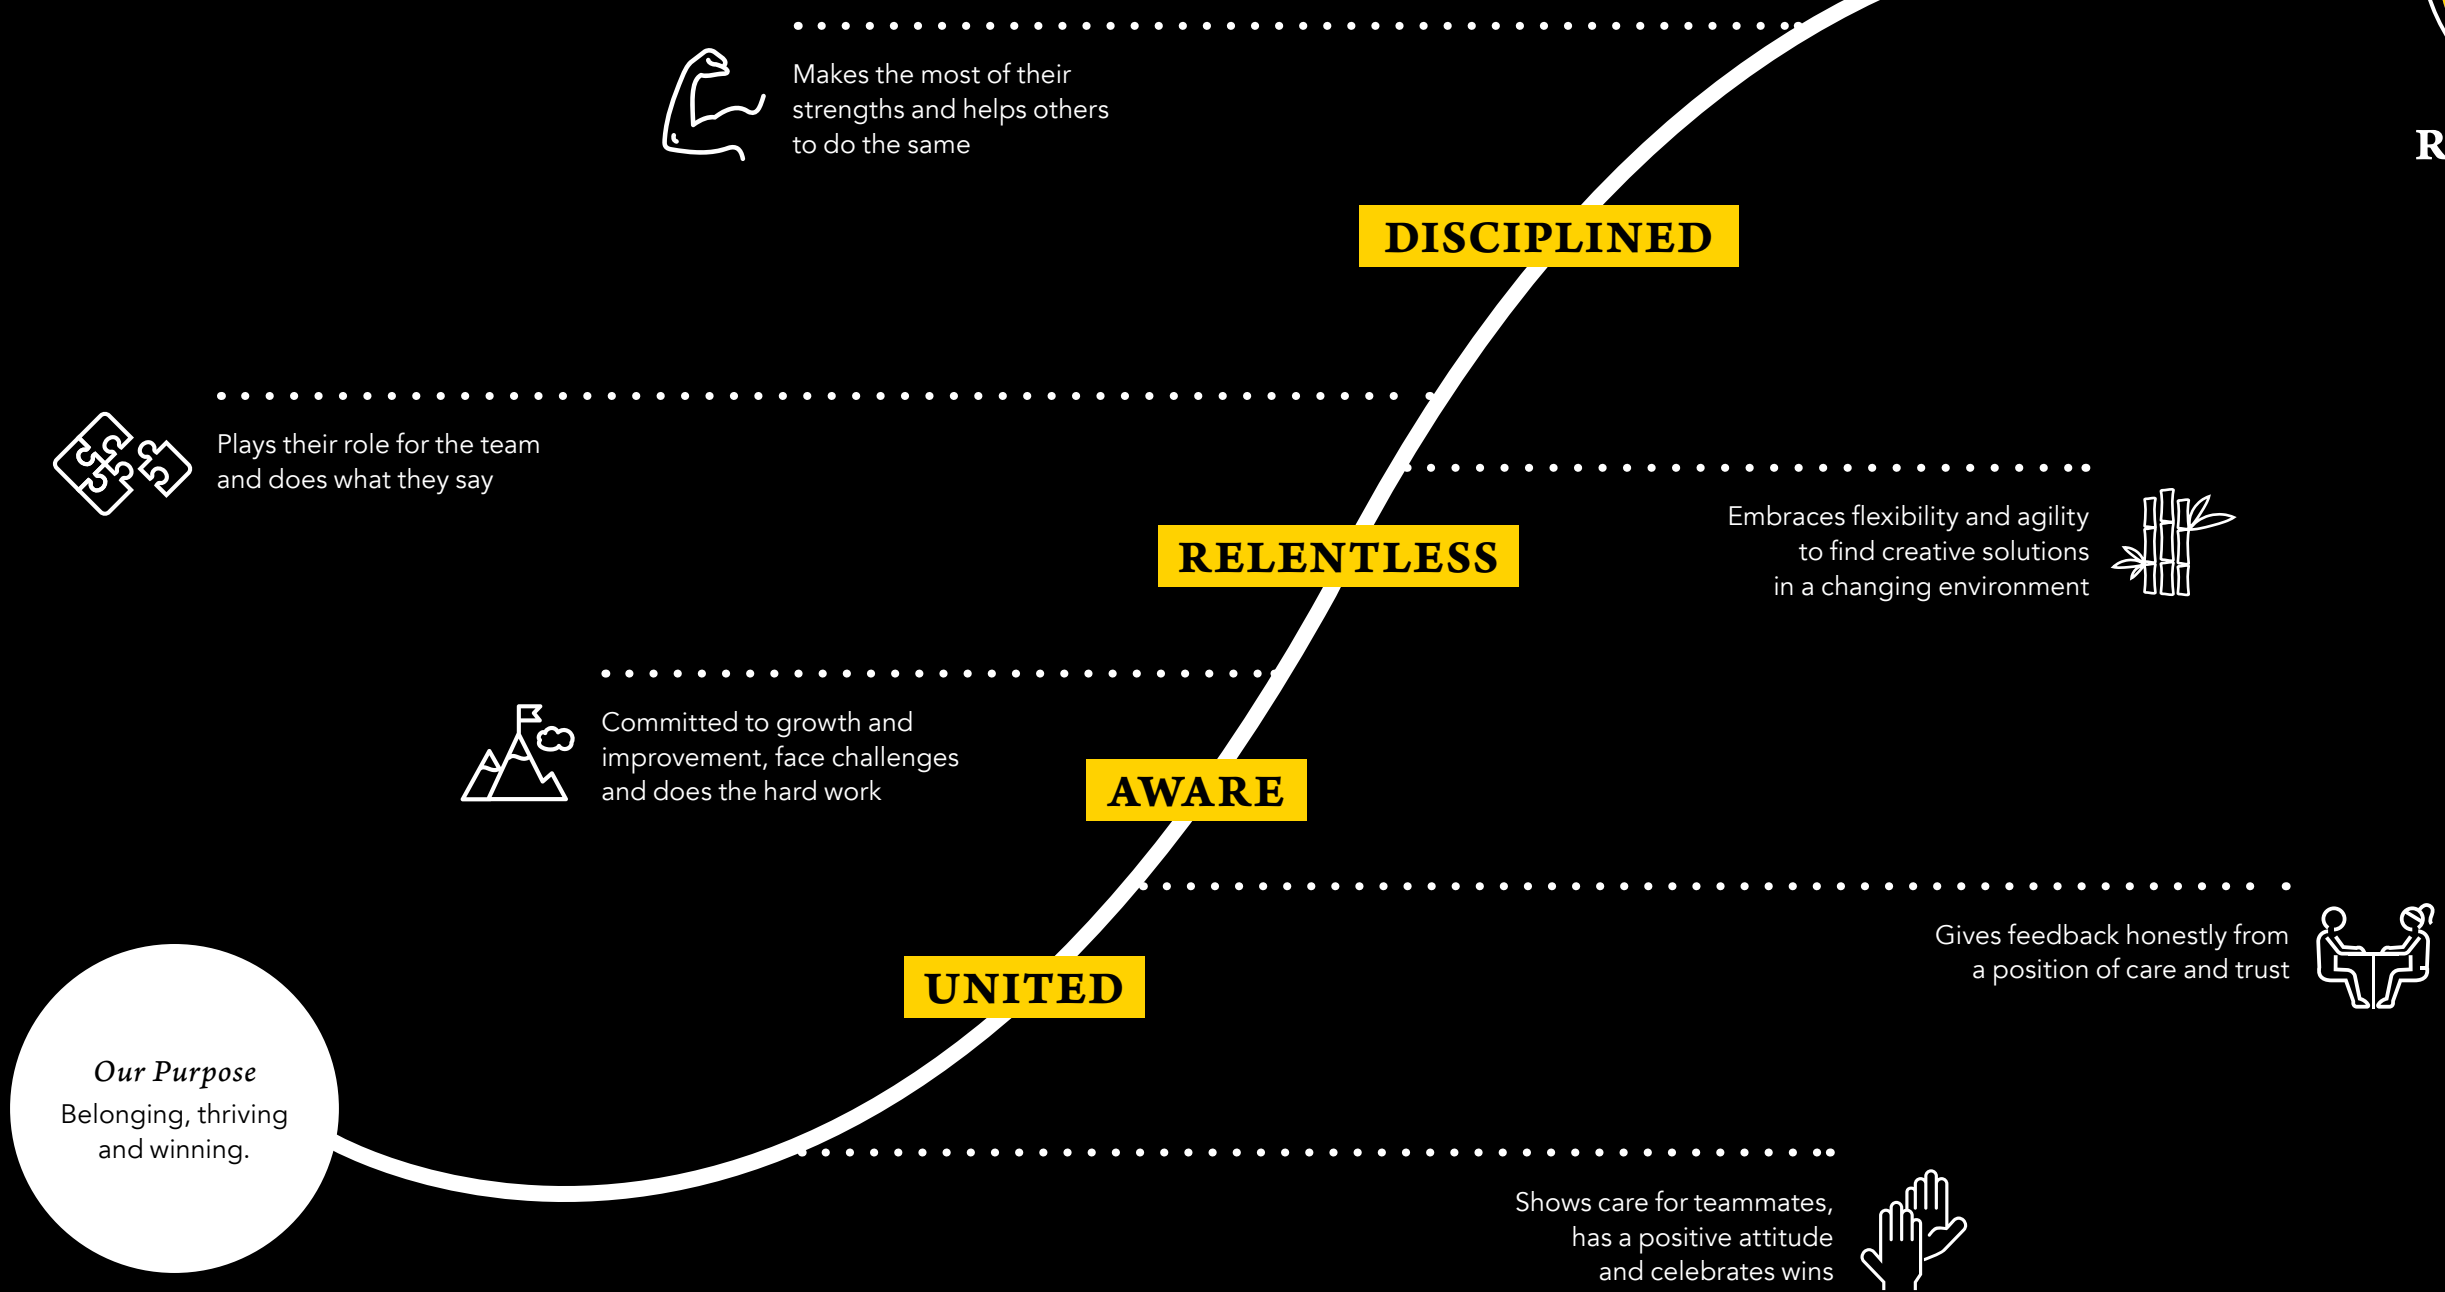 Makes the most of their
strengths and helps others
to do the same
R
DISCIPLINED
Plays their role for the team
and does what they say
Embraces flexibility and agility
to find creative solutions
in a changing environment
RELENTLESS
Committed to growth and
improvement, face challenges
and does the hard work
AWARE
Gives feedback honestly from
a position of care and trust
UNITED
Our Purpose
Belonging, thriving
and winning.
Shows care for teammates,
has a positive attitude
and celebrates wins